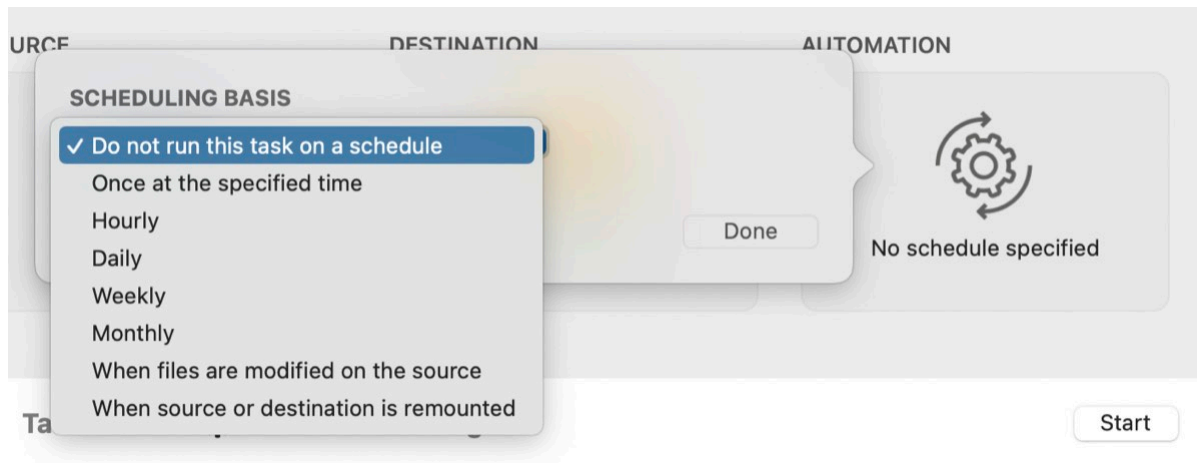 URCE
DESTINATION
AUTOMATION
SCHEDULING BASIS
✓ Do not run this task on a schedule
Once at the specified time
Hourly
Daily
Weekly
Monthly
When files are modified on the source
When source or destination is remounted
Done
No schedule specified
Ta
Start